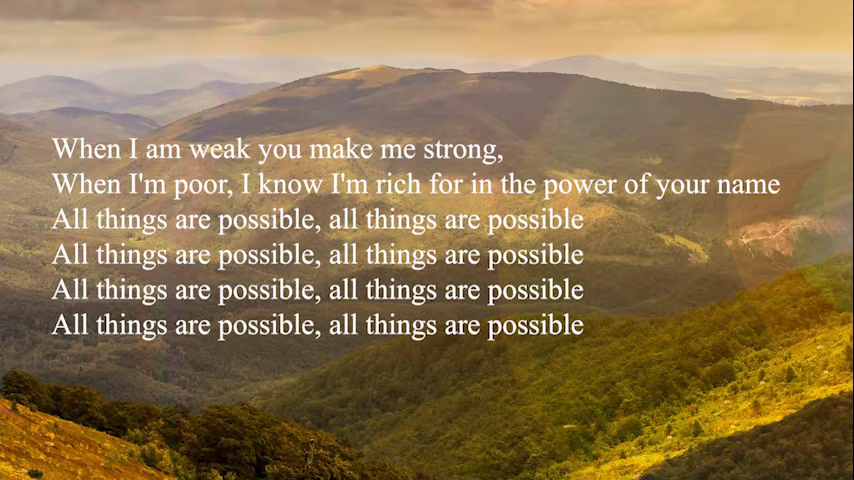 When I am weak you make me strong,
When I'm poor, I know I'm rich for in the power of your name
All things are possible, all things are possible
All things are possible, all things are possible
All things are possible, all things are possible
All things are possible, all things are possible